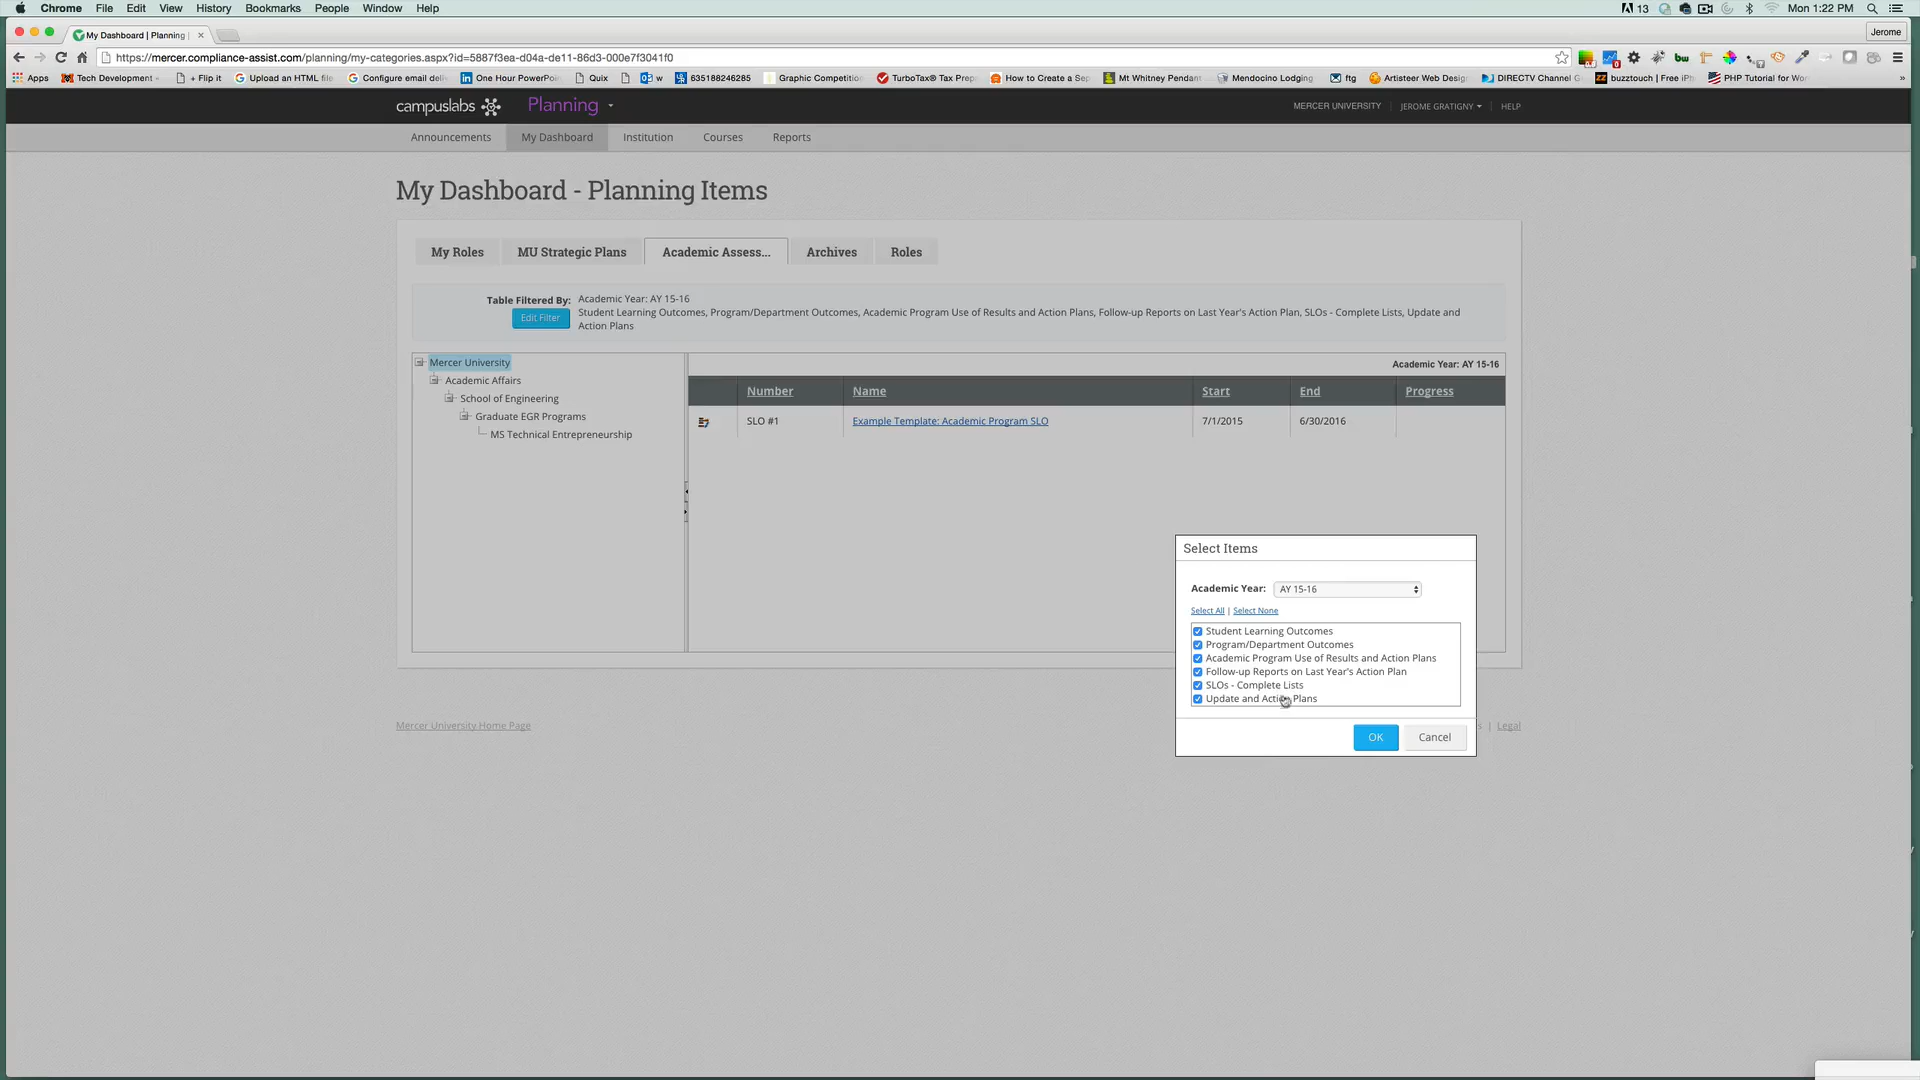 Chrome File Edit View History Bookmarks People Window Help 13 Mon 1:22 PM
My Dashboard | Planning | Jerome
https://mercer.compliance-assist.com/planning/my-categories.aspx?id=5887f3ea-d04a-de11-86d3-000e7f3041f0
Apps Tech Development + Flip it Upload an HTML file Configure email deli One Hour PowerPoin Quix w 635188246285 Graphic Competitio TurboTax® Tax Prep How to Create a Sep Mt Whitney Pendant Mendocino Lodging ftg Artisteer Web Desig DIRECTV Channel G buzztouch | Free iPh PHP Tutorial for Wor »
campuslabs Planning MERCER UNIVERSITY | JEROME GRATIGNY | HELP
Announcements My Dashboard Institution Courses Reports
My Dashboard - Planning Items
My Roles MU Strategic Plans Academic Assess... Archives Roles
Table Filtered By: Academic Year: AY 15-16
Edit Filter Student Learning Outcomes, Program/Department Outcomes, Academic Program Use of Results and Action Plans, Follow-up Reports on Last Year's Action Plan, SLOs - Complete Lists, Update and
Action Plans
Mercer University
Academic Affairs
School of Engineering
Graduate EGR Programs
MS Technical Entrepreneurship
Academic Year: AY 15-16
Number Name Start End Progress
SLO #1 Example Template: Academic Program SLO 7/1/2015 6/30/2016
Select Items
Academic Year: AY 15-16
Select All | Select None
Student Learning Outcomes
Program/Department Outcomes
Academic Program Use of Results and Action Plans
Follow-up Reports on Last Year's Action Plan
SLOs - Complete Lists
Update and Action Plans
OK Cancel
Mercer University Home Page | Legal